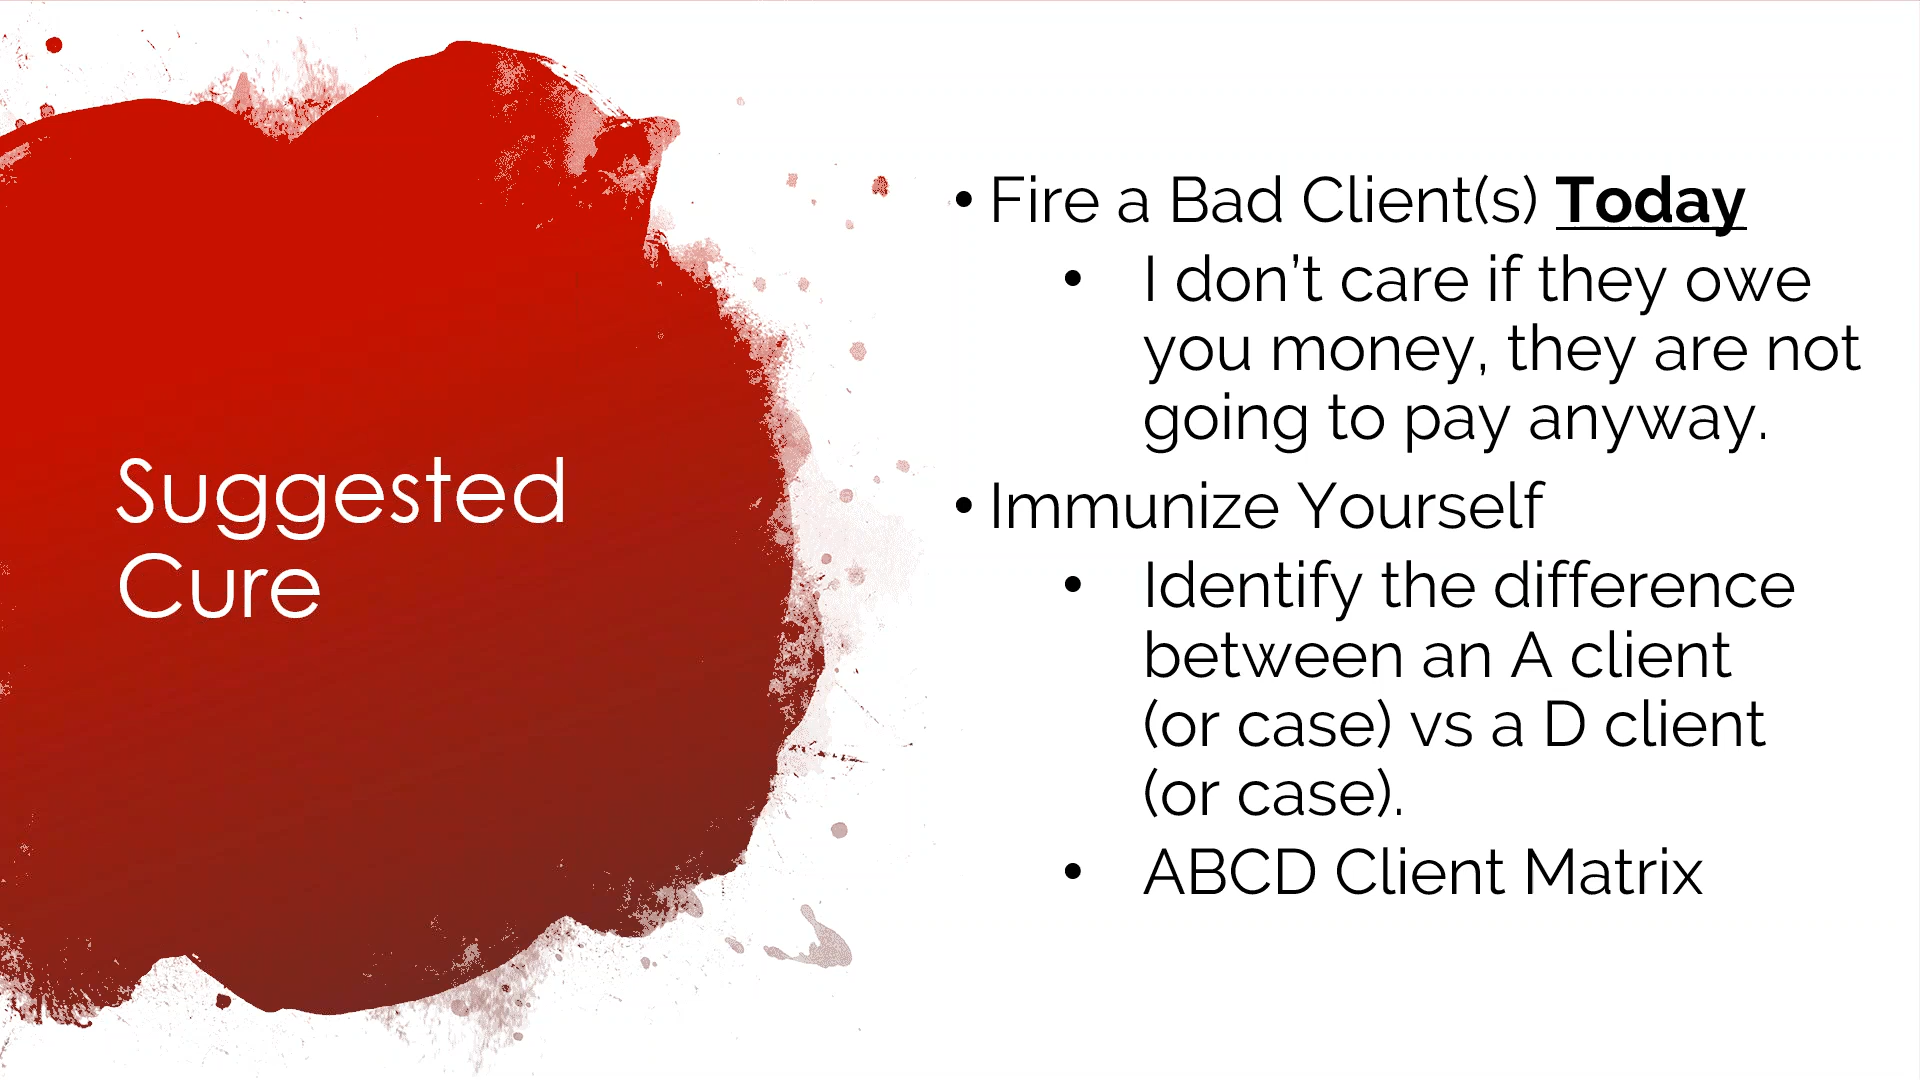 Suggested
Cure
• Fire a Bad Client(s) Today
• I don’t care if they owe
you money, they are not
going to pay anyway.
• Immunize Yourself
• Identify the difference
between an A client
(or case) vs a D client
(or case).
• ABCD Client Matrix